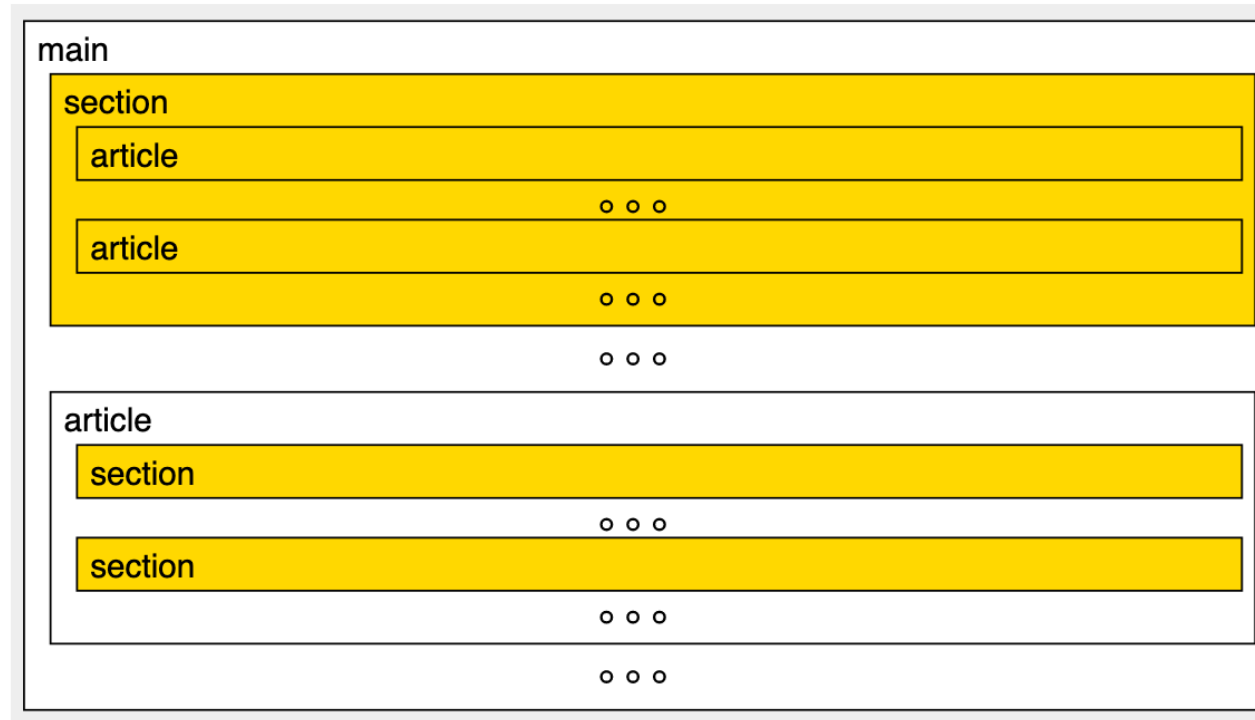 main
section
article
∘ ∘ ∘
article
∘ ∘ ∘
∘ ∘ ∘
article
section
∘ ∘ ∘
section
∘ ∘ ∘
∘ ∘ ∘